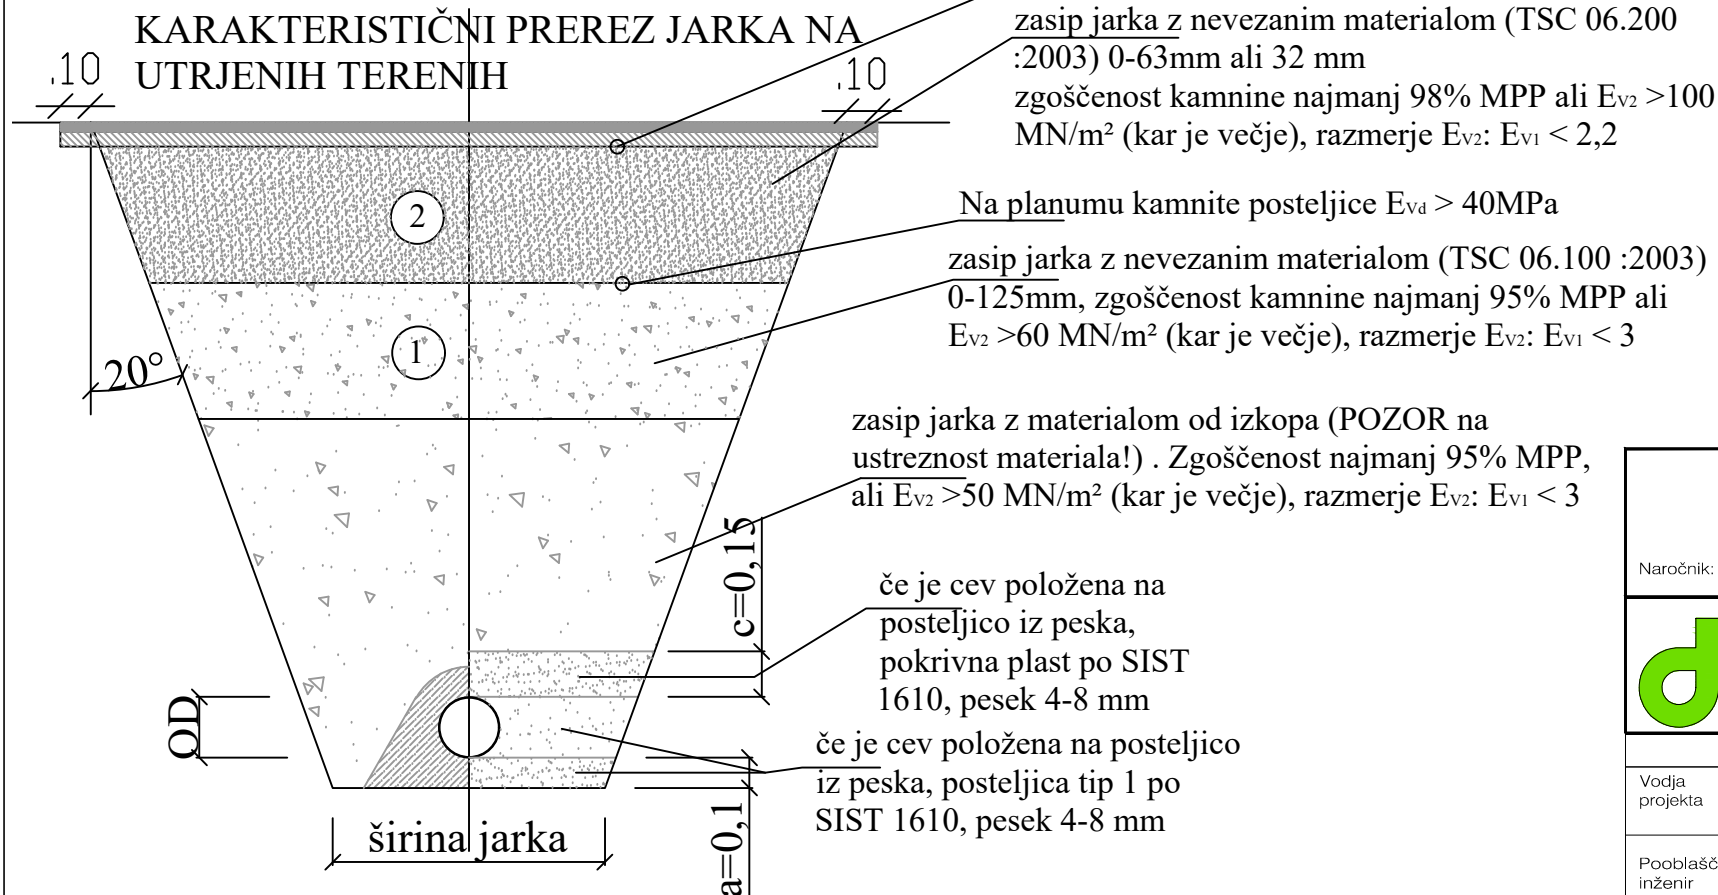 KARAKTERISTIČNI PREREZ JARKA NA
UTRJENIH TERENIH
.10
.10
zasip jarka z nevezanim materialom (TSC 06.200
:2003) 0-63mm ali 32 mm
zgoščenost kamnine najmanj 98% MPP ali EV2 >100
MN/m² (kar je večje), razmerje EV2: EV1 < 2,2
2
Na planumu kamnite posteljice EVd > 40MPa
zasip jarka z nevezanim materialom (TSC 06.100 :2003)
0-125mm, zgoščenost kamnine najmanj 95% MPP ali
EV2 >60 MN/m² (kar je večje), razmerje EV2: EV1 < 3
1
20°
zasip jarka z materialom od izkopa (POZOR na
ustreznost materiala!) . Zgoščenost najmanj 95% MPP,
ali EV2 >50 MN/m² (kar je večje), razmerje EV2: EV1 < 3
c=0,15
če je cev položena na
posteljico iz peska,
pokrivna plast po SIST
1610, pesek 4-8 mm
OD
če je cev položena na posteljico
iz peska, posteljica tip 1 po
SIST 1610, pesek 4-8 mm
a=0,1
širina jarka
Naročnik:
Vodja
projekta
Pooblašč
inženir